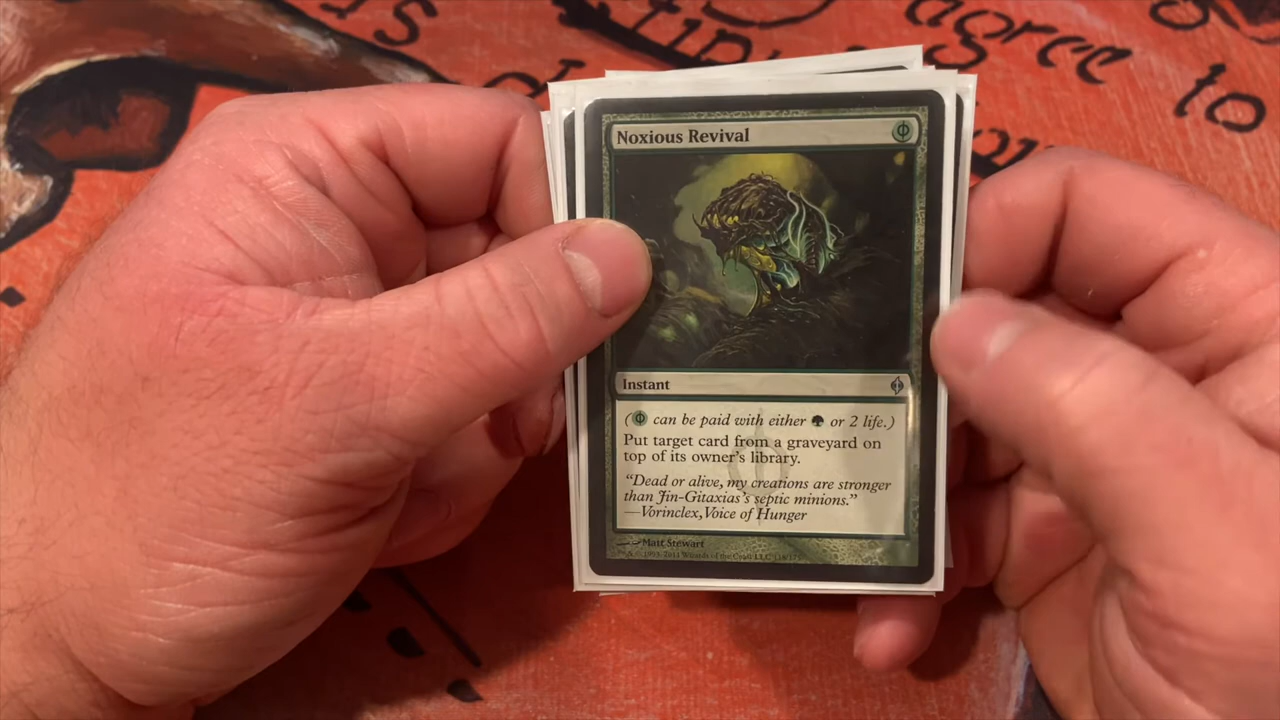 agree to
Noxious Revival
Instant
( can be paid with either or 2 life.)
Put target card from a graveyard on
top of its owner's library.
"Dead or alive, my creations are stronger
than Jin-Gitaxias's septic minions."
—Vorinclex, Voice of Hunger
Matt Stewart